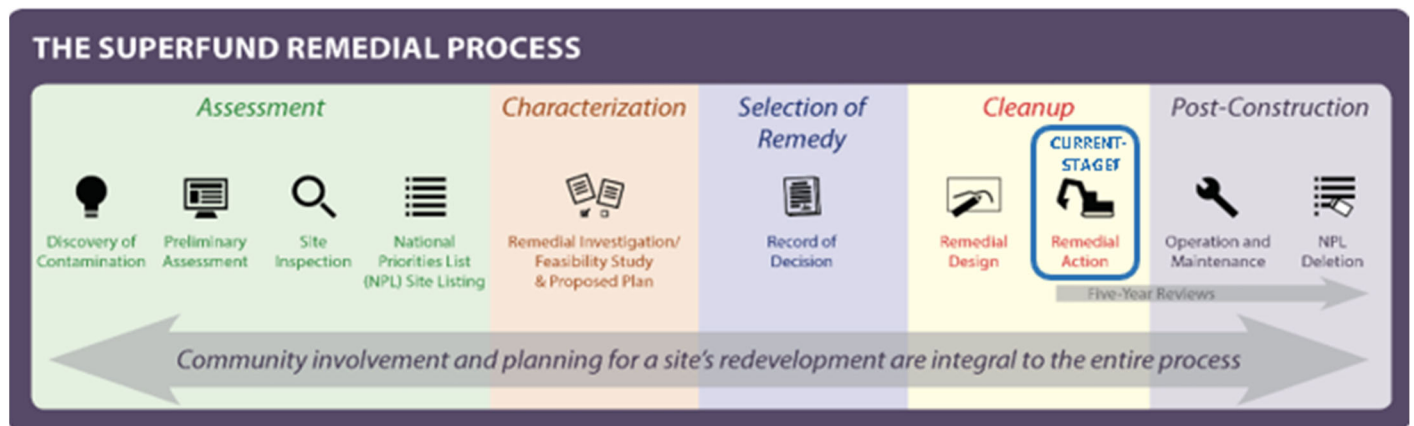 THE SUPERFUND REMEDIAL PROCESS
Assessment
Discovery of
Contamination
Preliminary
Assessment
Site
Inspection
National
Priorities List
(NPL) Site Listing
Characterization
Remedial Investigation/
Feasibility Study
& Proposed Plan
Selection of
Remedy
Record of
Decision
Cleanup
Remedial
Design
CURRENT-
STAGE†
Remedial
Action
Post-Construction
Operation and
Maintenance
NPL
Deletion
Five-Year Reviews
Community involvement and planning for a site's redevelopment are integral to the entire process